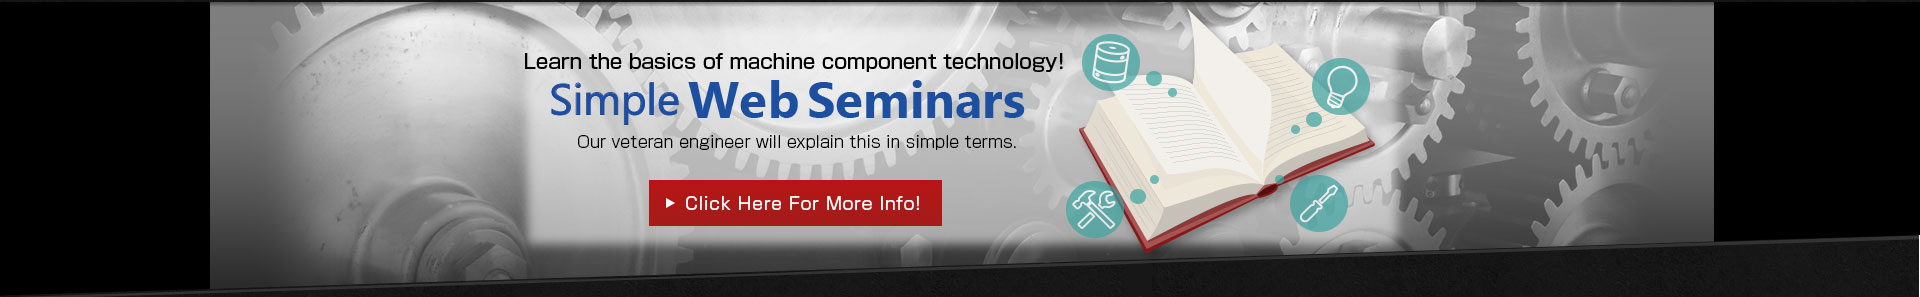 Learn the basics of machine component technology!
Simple Web Seminars
Our veteran engineer will explain this in simple terms.
Click Here For More Info!